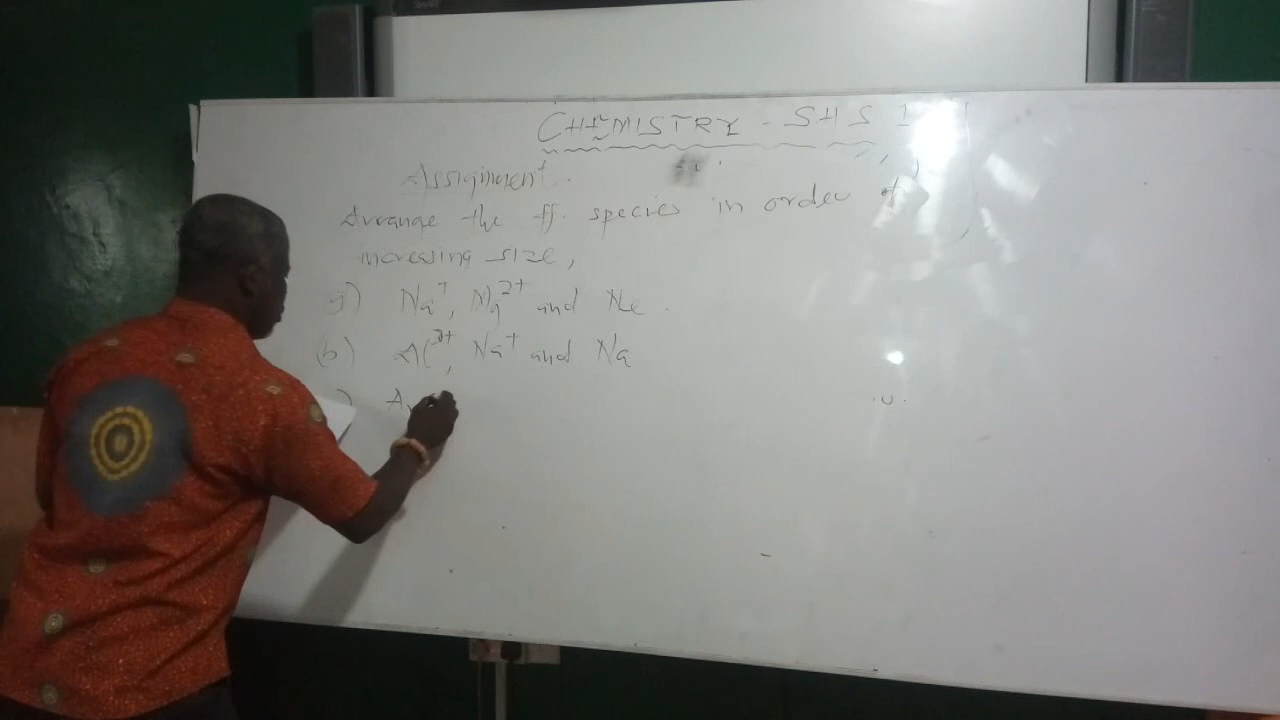 CHEMISTRY - SHS 1
Assignment.
Arrange the ff. species in order of
increasing size,
a) Na⁺, Mg²⁺ and Ne.
(b) Al³⁺, Na⁺ and Na
) A